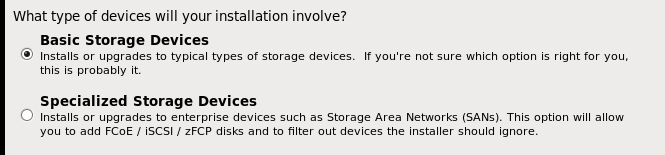 What type of devices will your installation involve?
Basic Storage Devices
Installs or upgrades to typical types of storage devices.  If you're not sure which option is right for you,
this is probably it.
Specialized Storage Devices
Installs or upgrades to enterprise devices such as Storage Area Networks (SANs). This option will allow
you to add FCoE / iSCSI / zFCP disks and to filter out devices the installer should ignore.